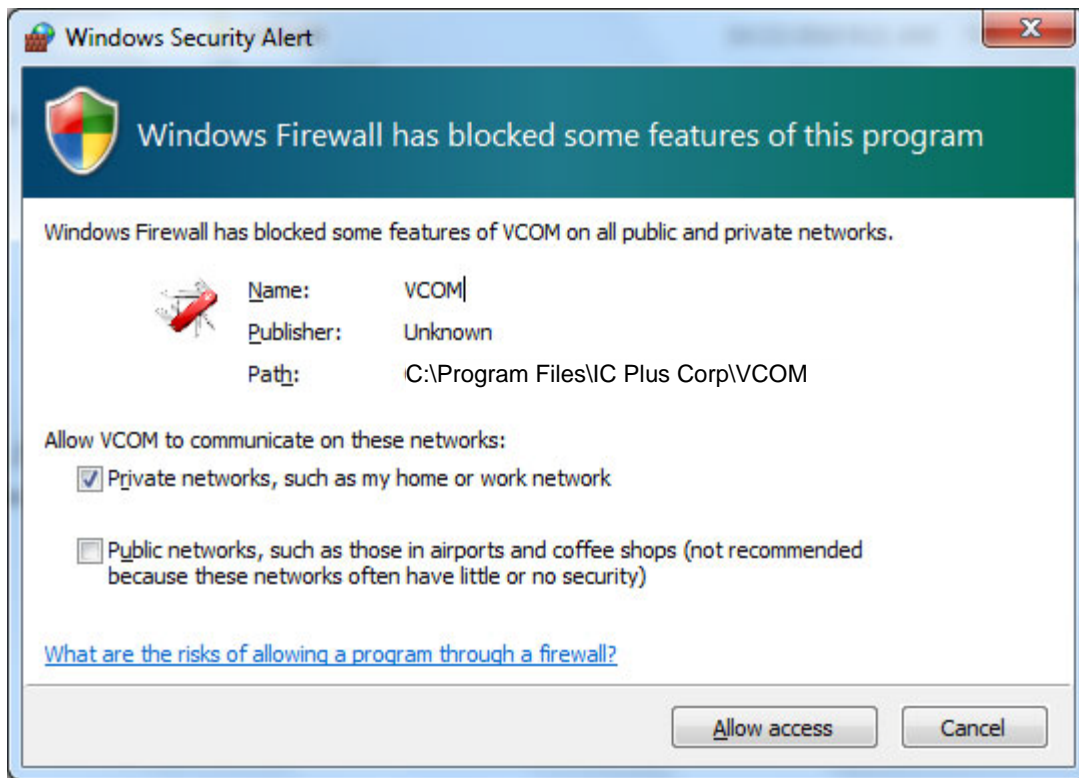 Windows Security Alert
Windows Firewall has blocked some features of this program
Windows Firewall has blocked some features of VCOM on all public and private networks.
Name: VCOM
Publisher: Unknown
Path: C:\Program Files\IC Plus Corp\VCOM
Allow VCOM to communicate on these networks:
Private networks, such as my home or work network
Public networks, such as those in airports and coffee shops (not recommended
because these networks often have little or no security)
What are the risks of allowing a program through a firewall?
Allow access Cancel